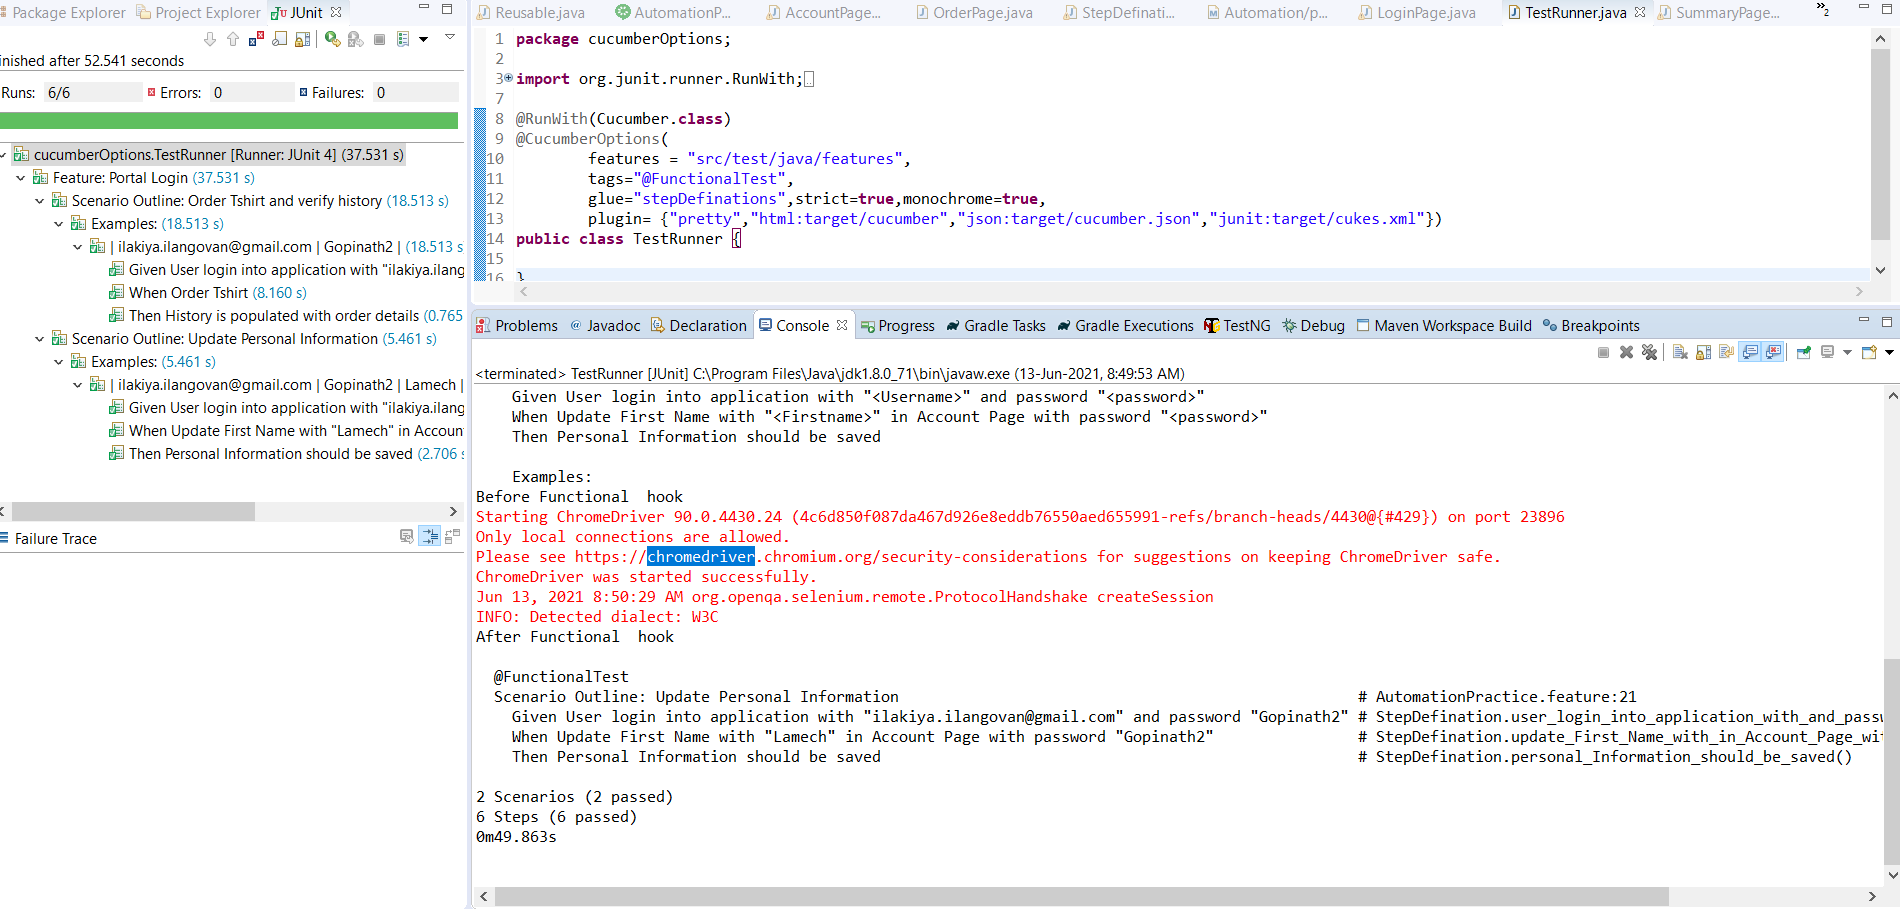 Package Explorer Project Explorer JUnit
inished after 52.541 seconds
Runs: 6/6 Errors: 0 Failures: 0
cucumberOptions.TestRunner [Runner: JUnit 4] (37.531 s)
Feature: Portal Login (37.531 s)
Scenario Outline: Order Tshirt and verify history (18.513 s)
Examples: (18.513 s)
| ilakiya.ilangovan@gmail.com | Gopinath2 | (18.513 s
Given User login into application with "ilakiya.ilang
When Order Tshirt (8.160 s)
Then History is populated with order details (0.765
Scenario Outline: Update Personal Information (5.461 s)
Examples: (5.461 s)
| ilakiya.ilangovan@gmail.com | Gopinath2 | Lamech |
Given User login into application with "ilakiya.ilang
When Update First Name with "Lamech" in Accoun
Then Personal Information should be saved (2.706 s
Failure Trace
Reusable.java AutomationP... AccountPage... OrderPage.java StepDefinati... Automation/p... LoginPage.java TestRunner.java SummaryPage... »2
1 package cucumberOptions;
2
3 import org.junit.runner.RunWith;
7
8 @RunWith(Cucumber.class)
9 @CucumberOptions(
10 features = "src/test/java/features",
11 tags="@FunctionalTest",
12 glue="stepDefinations",strict=true,monochrome=true,
13 plugin= {"pretty","html:target/cucumber","json:target/cucumber.json","junit:target/cukes.xml"})
14 public class TestRunner {
15
16 }
Problems @ Javadoc Declaration Console Progress Gradle Tasks Gradle Executions TestNG Debug Maven Workspace Build Breakpoints
<terminated> TestRunner [JUnit] C:\Program Files\Java\jdk1.8.0_71\bin\javaw.exe (13-Jun-2021, 8:49:53 AM)
Given User login into application with "<Username>" and password "<password>"
When Update First Name with "<Firstname>" in Account Page with password "<password>"
Then Personal Information should be saved
Examples:
Before Functional  hook
Starting ChromeDriver 90.0.4430.24 (4c6d850f087da467d926e8eddb76550aed655991-refs/branch-heads/4430@{#429}) on port 23896
Only local connections are allowed.
Please see https://chromedriver.chromium.org/security-considerations for suggestions on keeping ChromeDriver safe.
ChromeDriver was started successfully.
Jun 13, 2021 8:50:29 AM org.openqa.selenium.remote.ProtocolHandshake createSession
INFO: Detected dialect: W3C
After Functional  hook
@FunctionalTest
Scenario Outline: Update Personal Information # AutomationPractice.feature:21
Given User login into application with "ilakiya.ilangovan@gmail.com" and password "Gopinath2" # StepDefination.user_login_into_application_with_and_passw
When Update First Name with "Lamech" in Account Page with password "Gopinath2" # StepDefination.update_First_Name_with_in_Account_Page_wit
Then Personal Information should be saved # StepDefination.personal_Information_should_be_saved()
2 Scenarios (2 passed)
6 Steps (6 passed)
0m49.863s